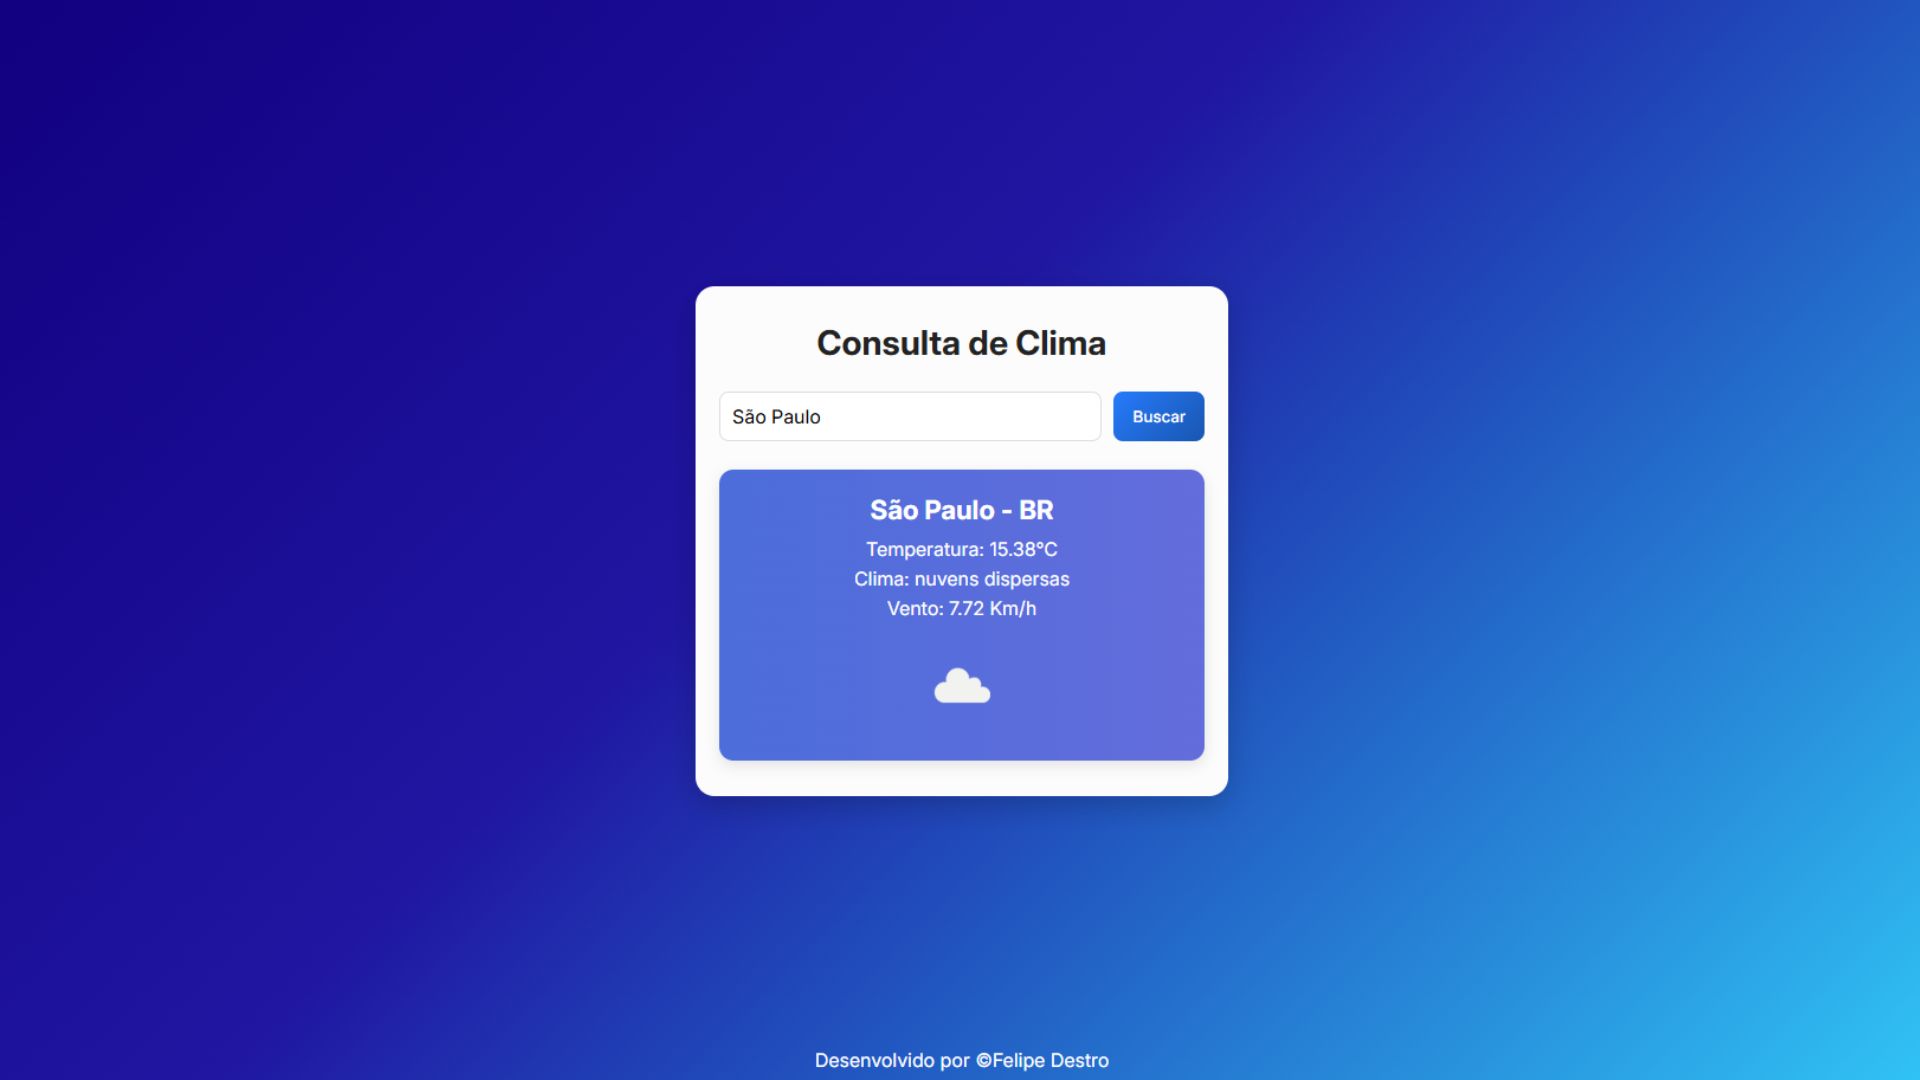 Consulta de Clima
São Paulo
Buscar
São Paulo - BR
Temperatura: 15.38°C
Clima: nuvens dispersas
Vento: 7.72 Km/h
Desenvolvido por ©Felipe Destro